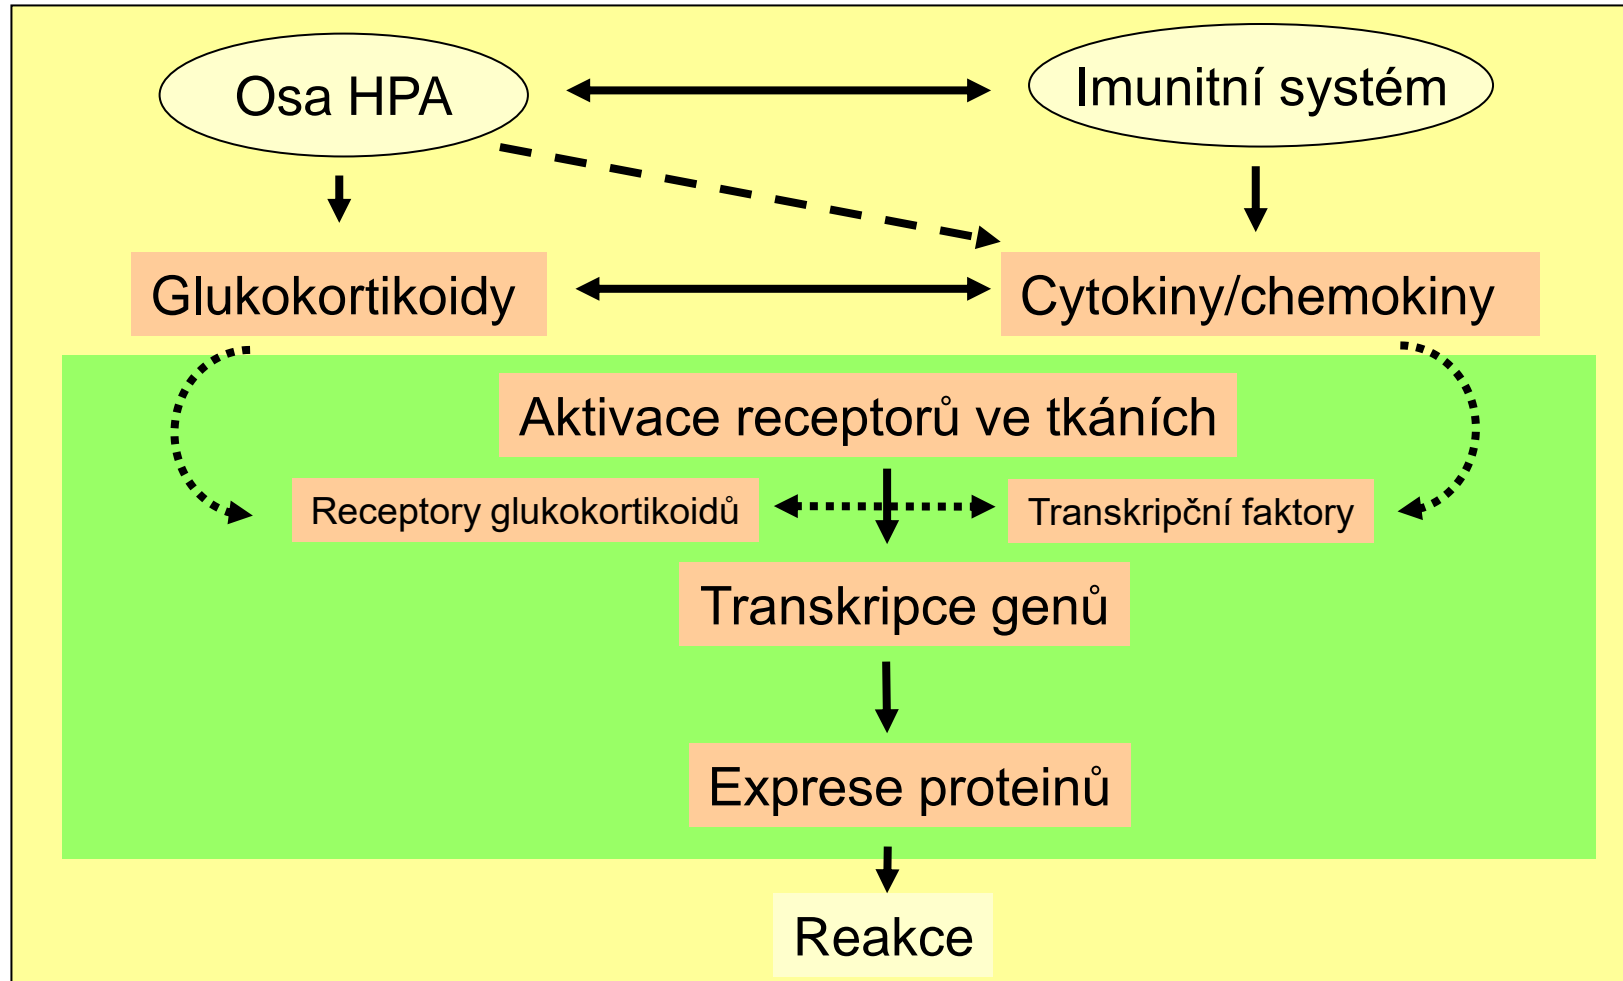 Osa HPA
Imunitní systém
Glukokortikoidy
Cytokiny/chemokiny
Aktivace receptorů ve tkáních
Receptory glukokortikoidů
Transkripční faktory
Transkripce genů
Exprese proteinů
Reakce